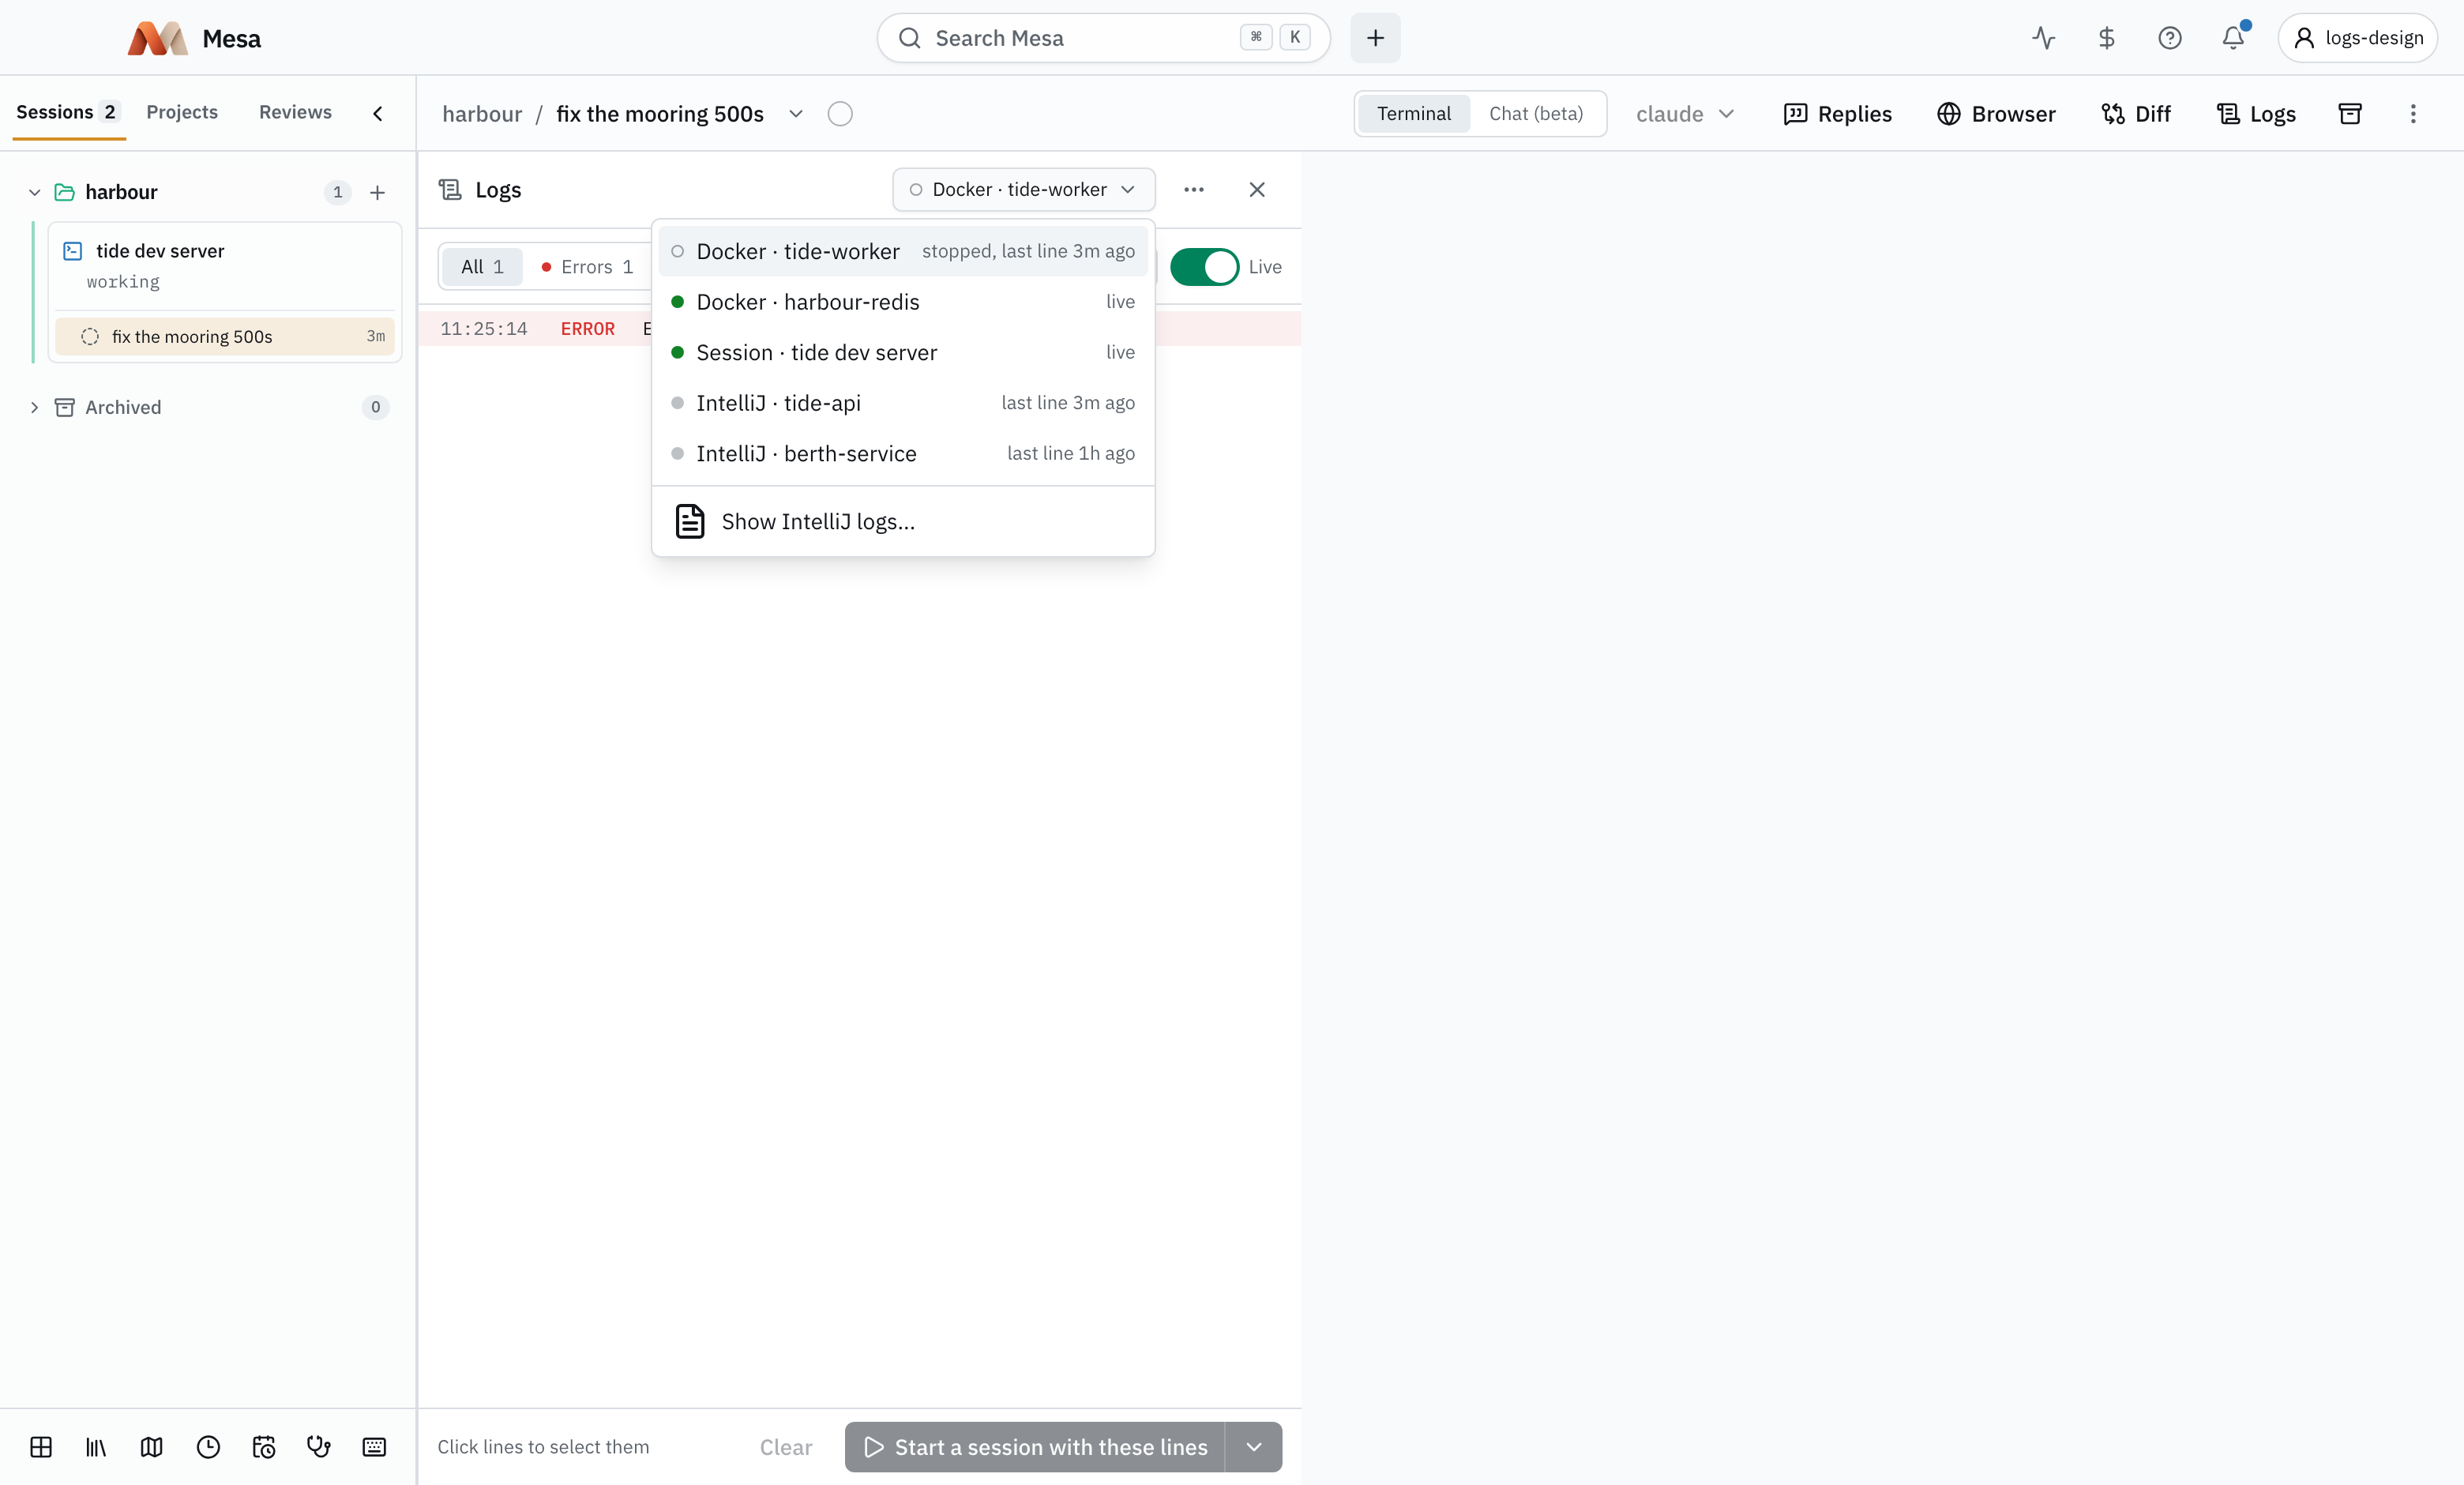 Mesa
Search Mesa
⌘ K
logs-design
Sessions 2 Projects Reviews
harbour / fix the mooring 500s
Terminal Chat (beta) claude Replies Browser Diff Logs
harbour 1
tide dev server
working
fix the mooring 500s 3m
Archived 0
Logs Docker · tide-worker
All 1 Errors 1 Live
11:25:14 ERROR E
Docker · tide-worker stopped, last line 3m ago
Docker · harbour-redis live
Session · tide dev server live
IntelliJ · tide-api last line 3m ago
IntelliJ · berth-service last line 1h ago
Show IntelliJ logs...
Click lines to select them Clear Start a session with these lines